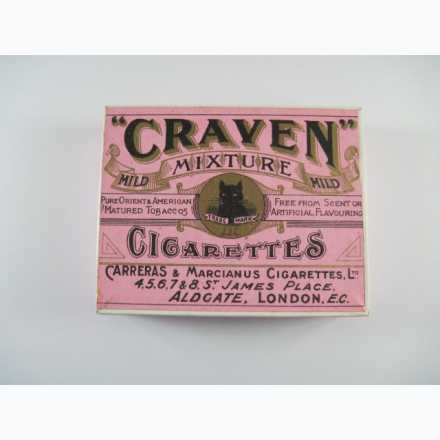 "CRAVEN"
MIXTURE
MILD MILD
PURE ORIENT & AMERICAN FREE FROM SCENT OR
MATURED TOBACCOS ARTIFICIAL FLAVOURING
TRADE MARK
CIGARETTES
CARRERAS & MARCIANUS CIGARETTES, LTD
4,5,6,7 & 8, ST JAMES PLACE,
ALDGATE, LONDON, E.C.